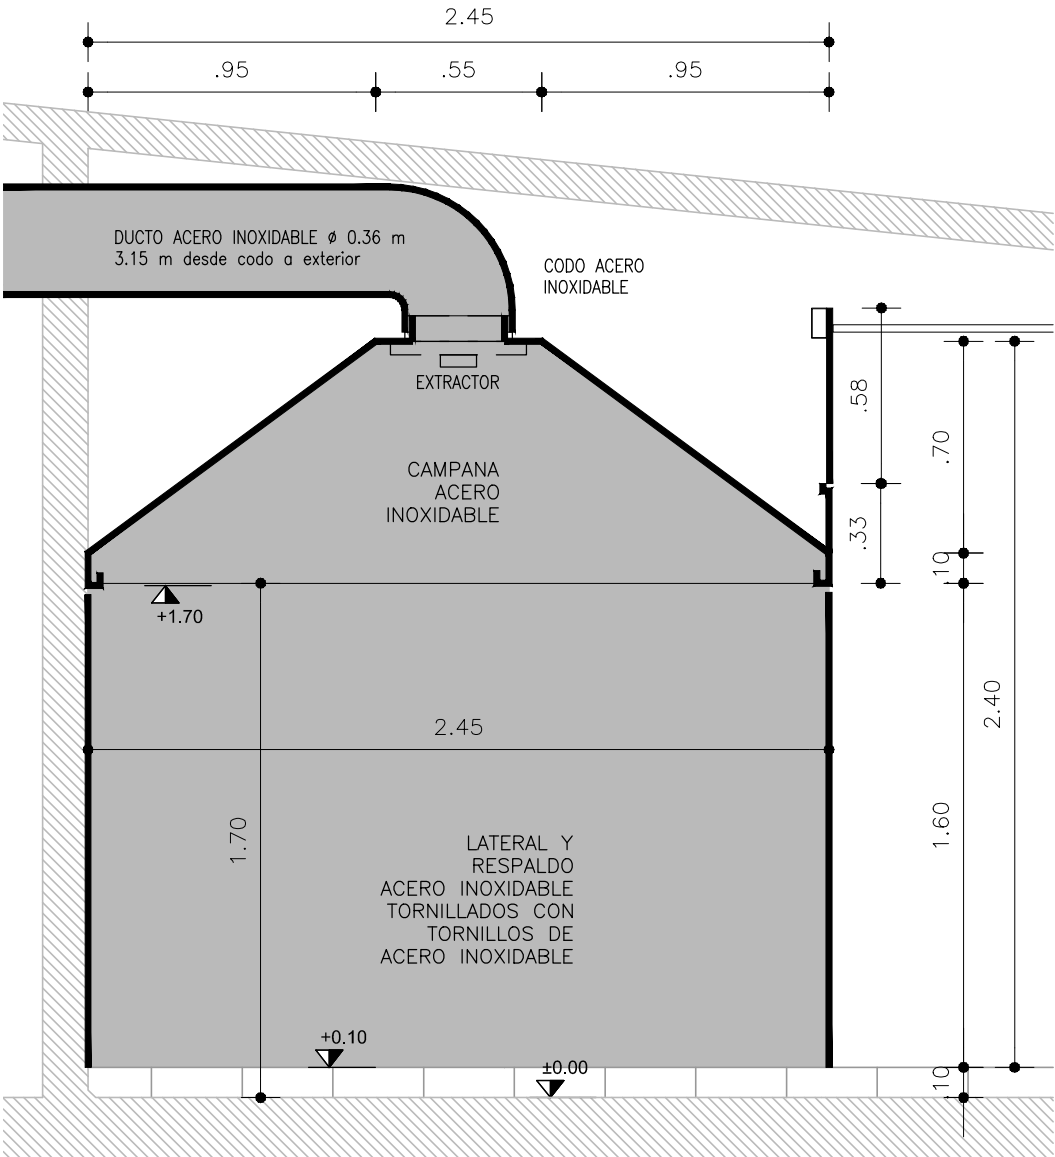 2.45
.95
.55
.95
DUCTO ACERO INOXIDABLE ø 0.36 m
3.15 m desde codo a exterior
CODO ACERO
INOXIDABLE
EXTRACTOR
.58
.70
CAMPANA
ACERO
INOXIDABLE
.33
.10
+1.70
2.45
2.40
1.70
1.60
LATERAL Y
RESPALDO
ACERO INOXIDABLE
TORNILLADOS CON
TORNILLOS DE
ACERO INOXIDABLE
+0.10
±0.00
.10